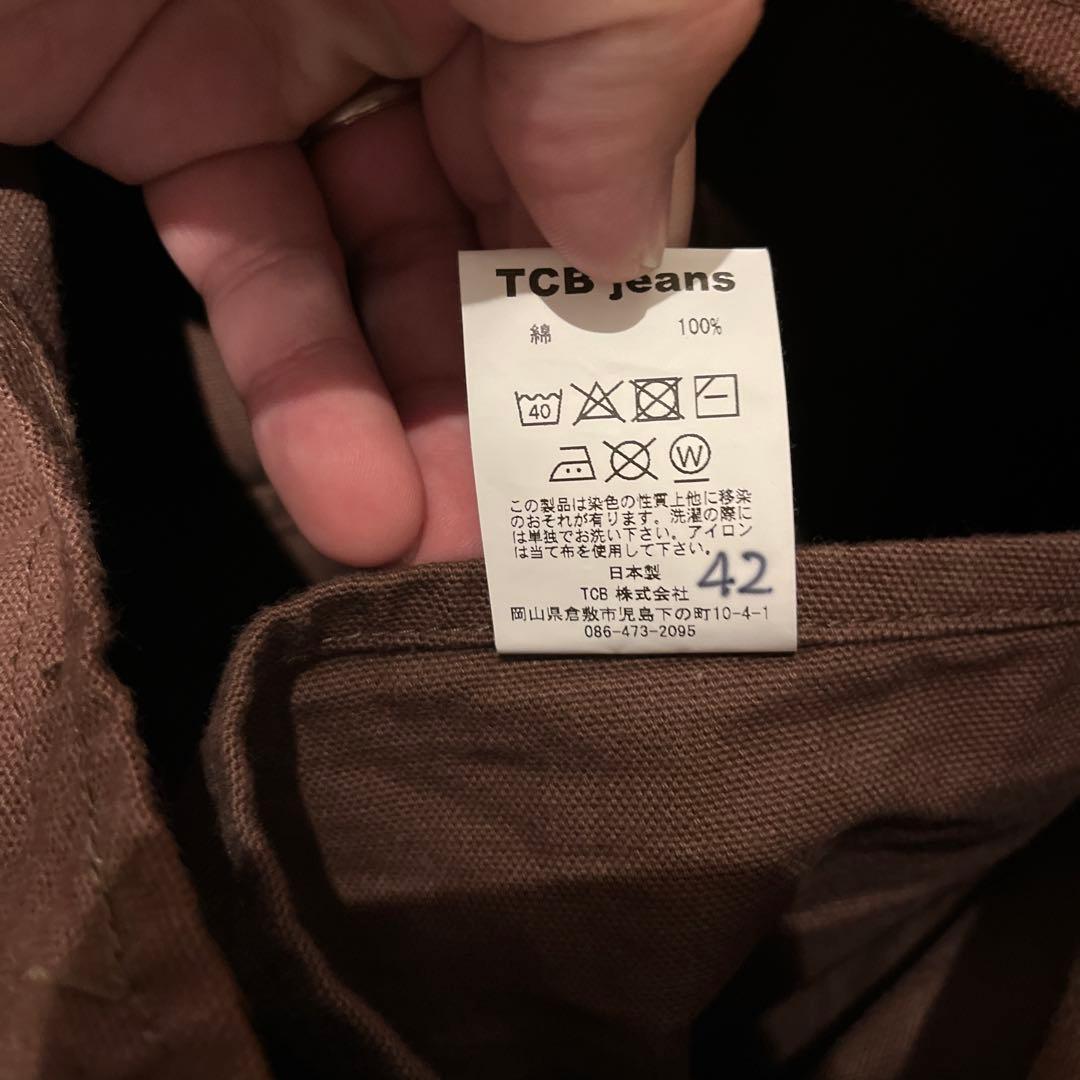 TCB jeans
綿 100%
40
W
この製品は染色の性質上他に移染
のおそれが有ります。洗濯の際に
は単独でお洗い下さい。アイロン
は当て布を使用して下さい。
日本製
42
TCB 株式会社
岡山県倉敷市児島下の町10-4-1
086-473-2095